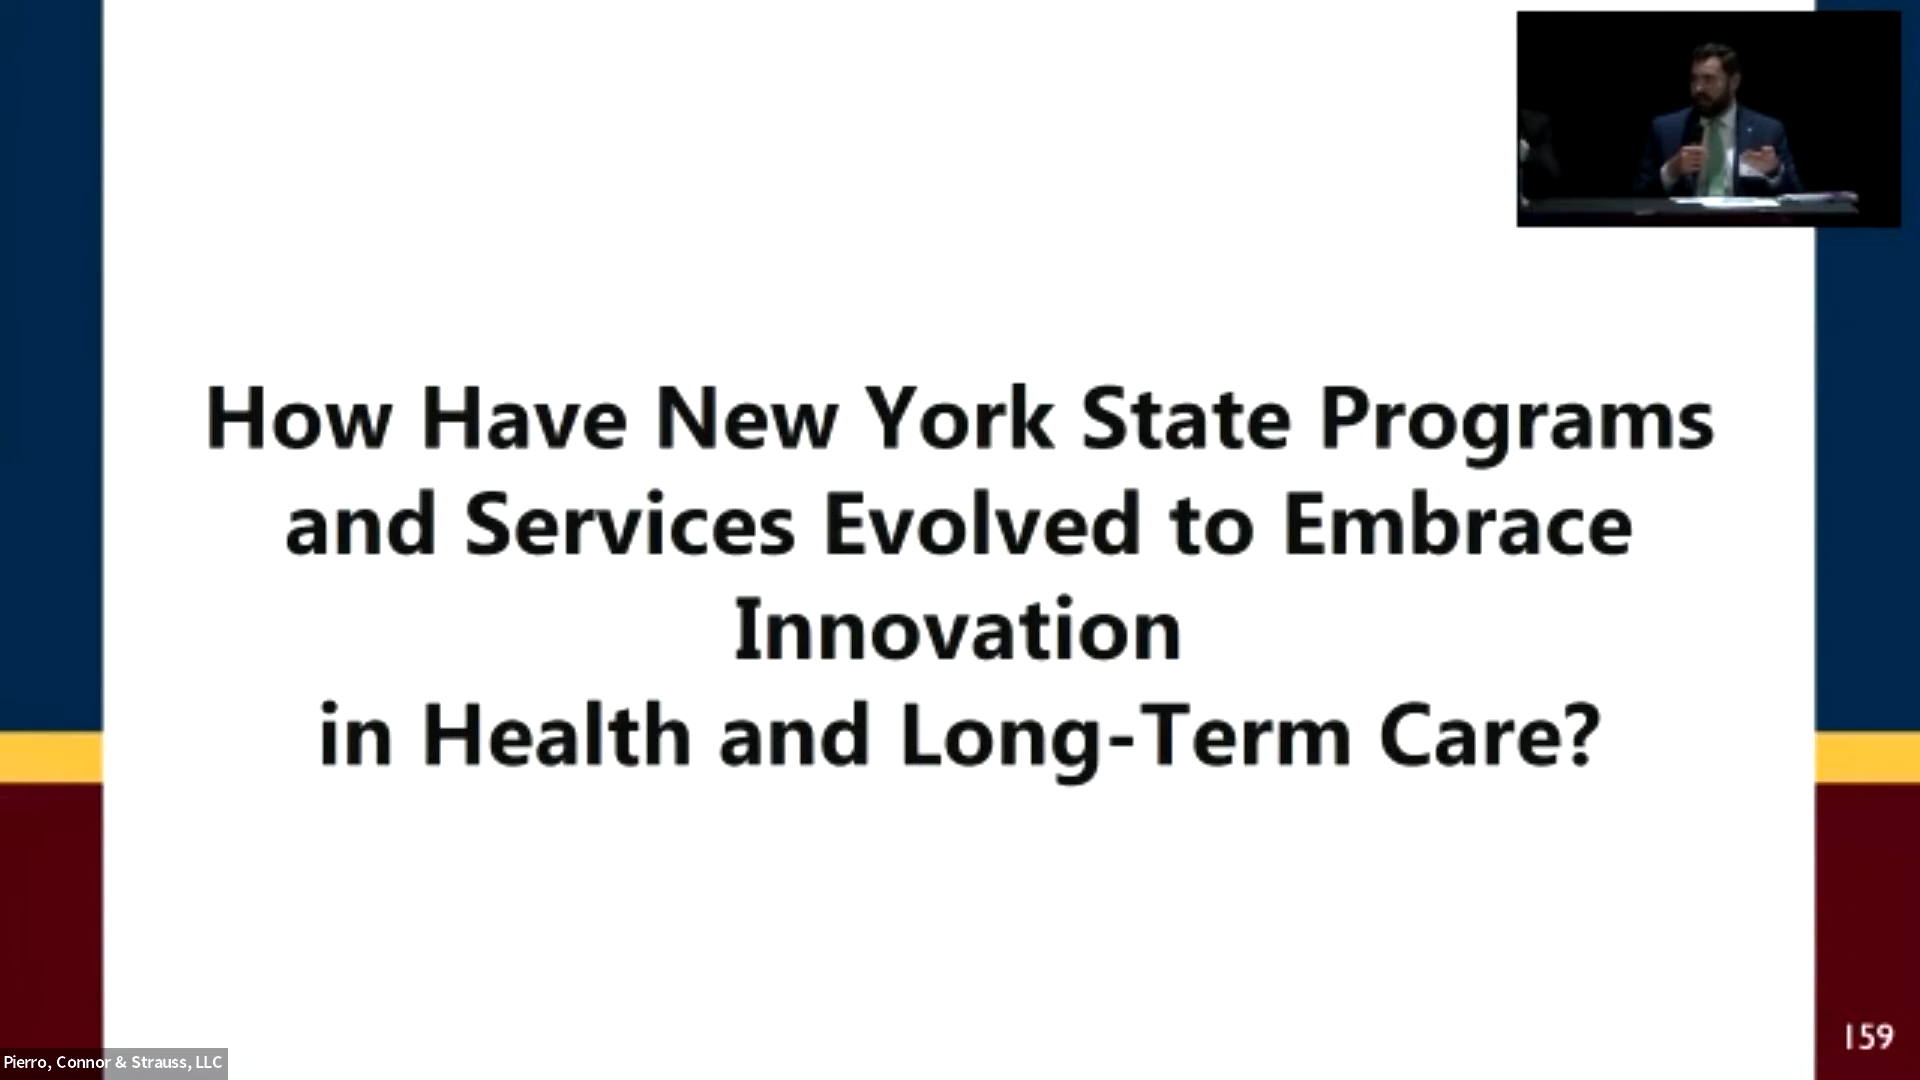 How Have New York State Programs
and Services Evolved to Embrace
Innovation
in Health and Long-Term Care?
159
Pierro, Connor & Strauss, LLC